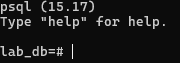 psql (15.17)
Type "help" for help.
lab_db=#